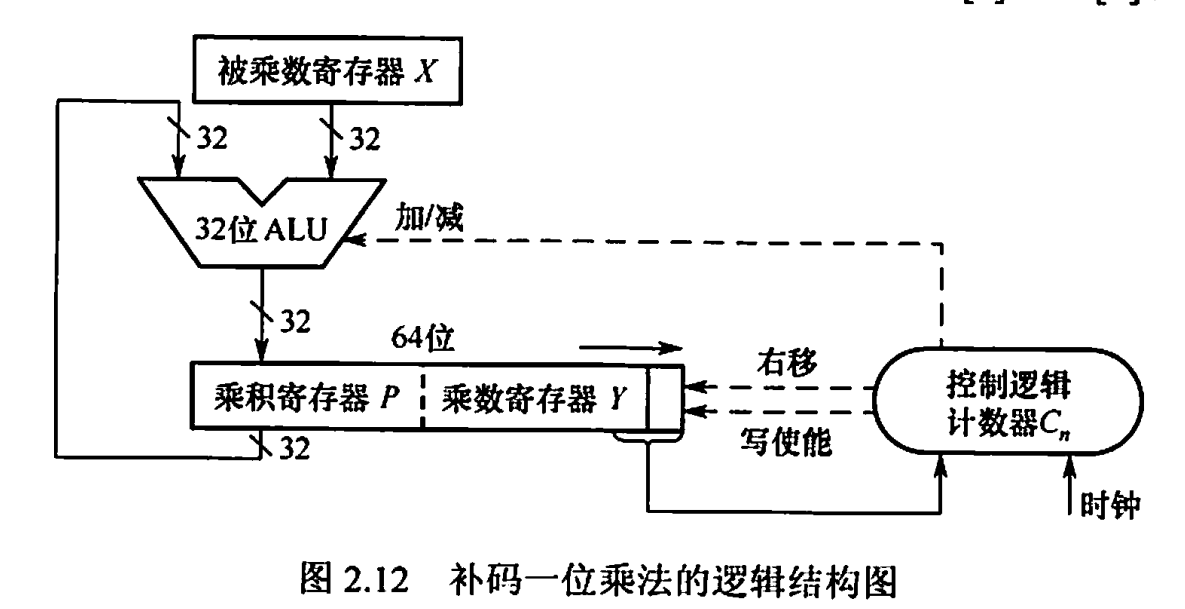 被乘数寄存器 X
32
32
32位 ALU
加/减
32
64位
乘积寄存器 P
乘数寄存器 Y
右移
写使能
控制逻辑
计数器Cₙ
32
时钟
图 2.12 补码一位乘法的逻辑结构图